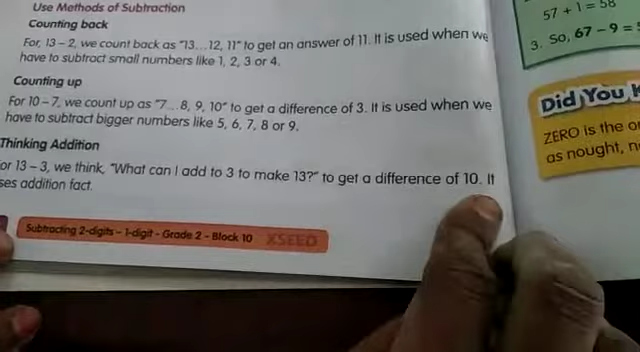 Use Methods of Subtraction
Counting back
For, 13 – 2, we count back as "13...12, 11" to get an answer of 11. It is used when we
have to subtract small numbers like 1, 2, 3 or 4.
Counting up
For 10 – 7, we count up as "7...8, 9, 10" to get a difference of 3. It is used when we
have to subtract bigger numbers like 5, 6, 7, 8 or 9.
Thinking Addition
or 13 – 3, we think, "What can I add to 3 to make 13?" to get a difference of 10. It
ses addition fact.
Subtracting 2-digits – 1-digit - Grade 2 - Block 10 XSEED
57 + 1 = 58
3. So, 67 – 9 =
Did You
ZERO is the
as nought,